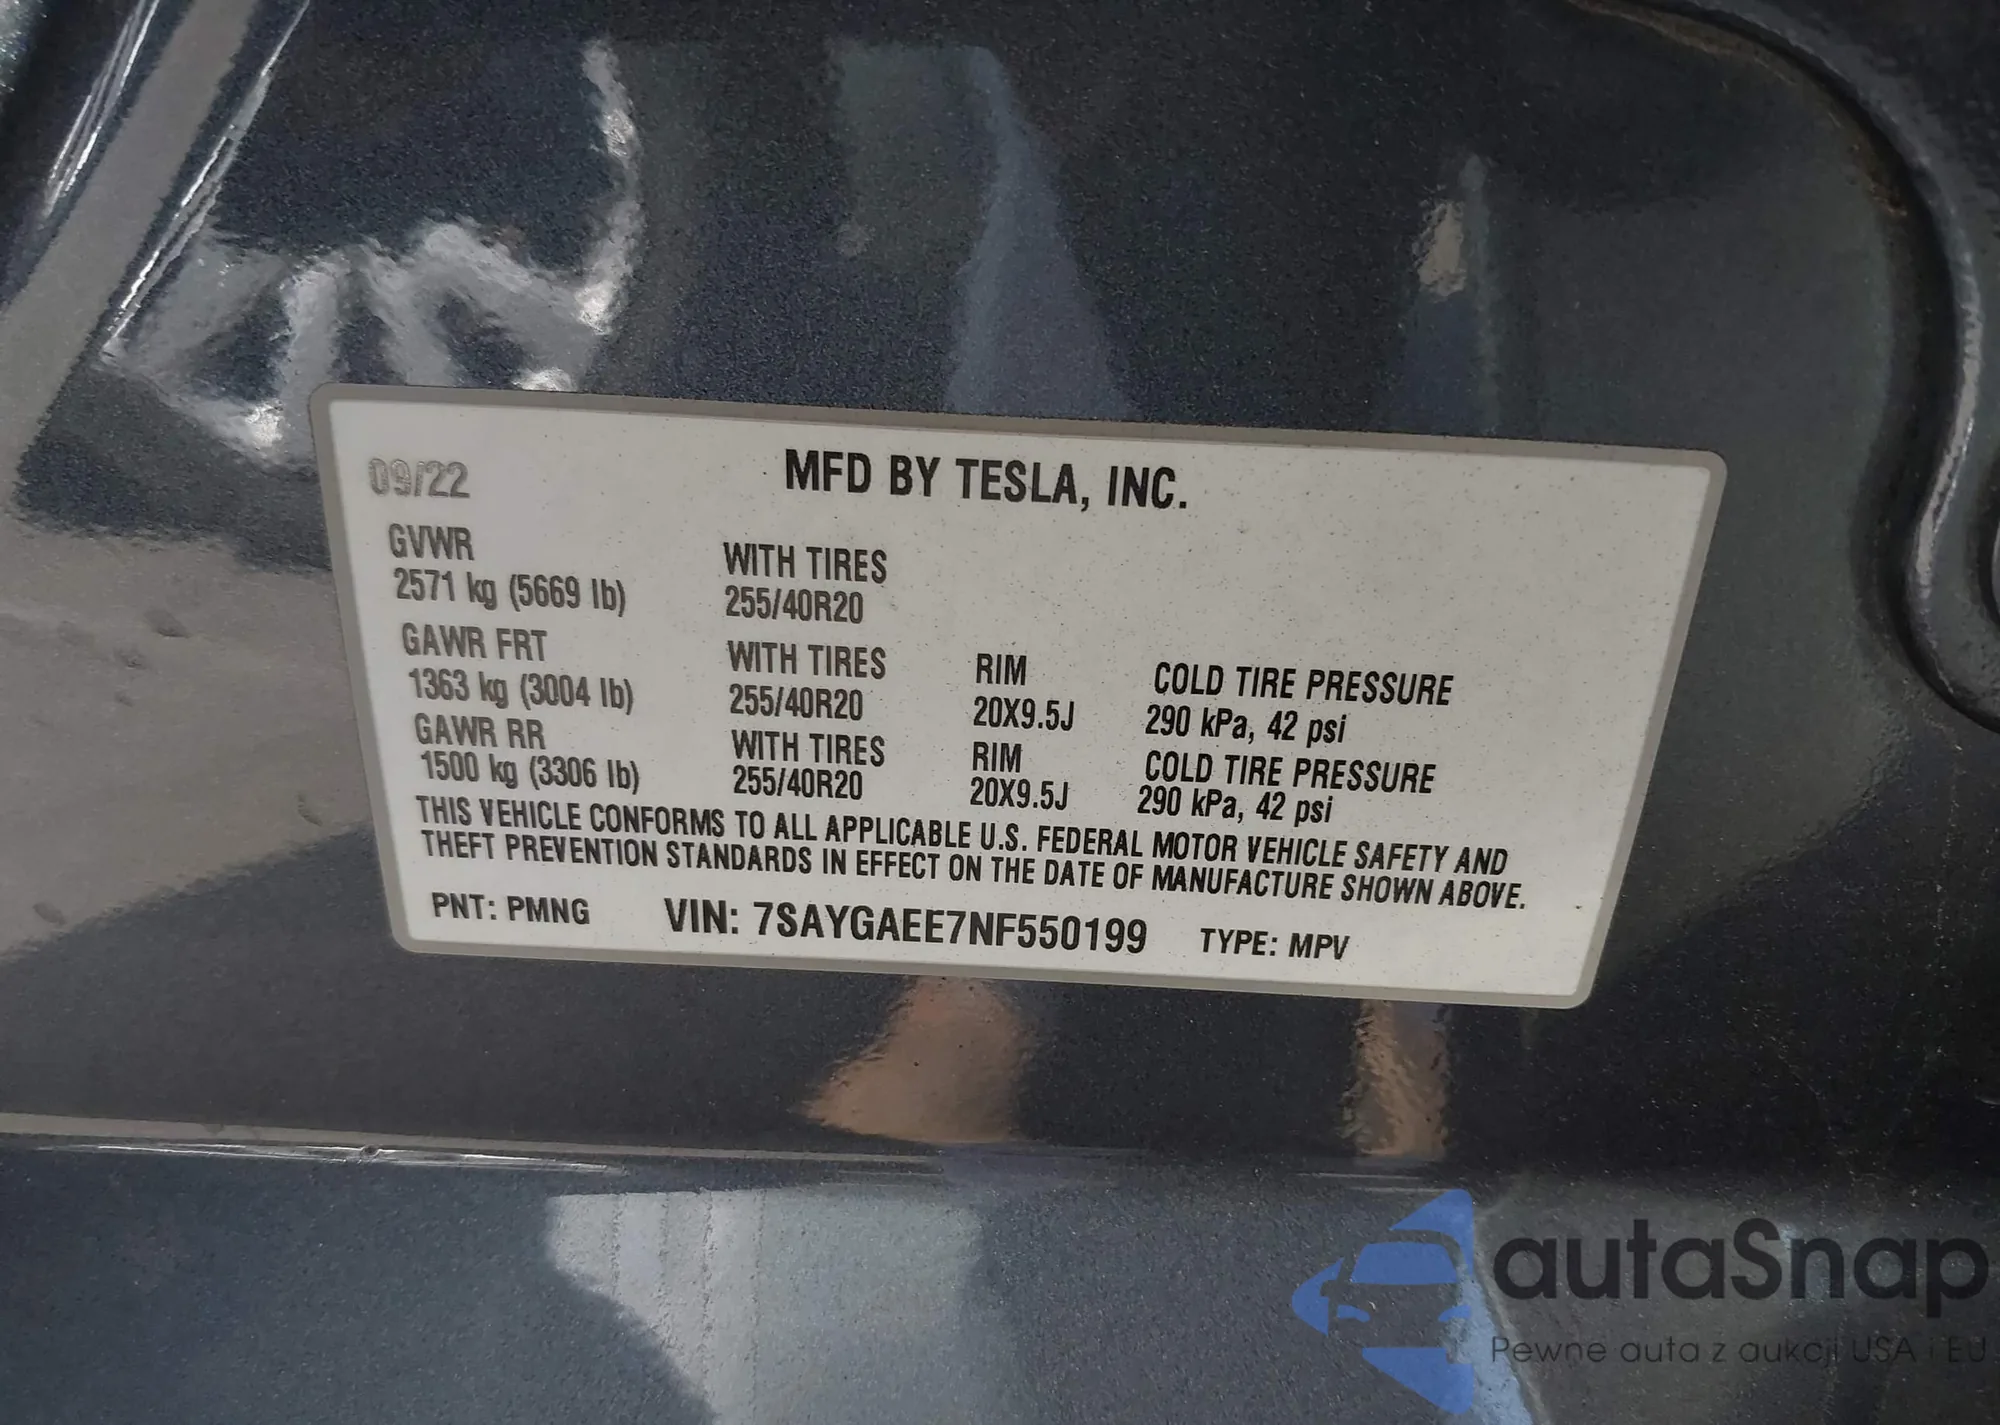 09/22
MFD BY TESLA, INC.
GVWR WITH TIRES
2571 kg (5669 lb) 255/40R20
GAWR FRT WITH TIRES RIM COLD TIRE PRESSURE
1363 kg (3004 lb) 255/40R20 20X9.5J 290 kPa, 42 psi
GAWR RR WITH TIRES RIM COLD TIRE PRESSURE
1500 kg (3306 lb) 255/40R20 20X9.5J 290 kPa, 42 psi
THIS VEHICLE CONFORMS TO ALL APPLICABLE U.S. FEDERAL MOTOR VEHICLE SAFETY AND
THEFT PREVENTION STANDARDS IN EFFECT ON THE DATE OF MANUFACTURE SHOWN ABOVE.
PNT: PMNG VIN: 7SAYGAEE7NF550199 TYPE: MPV
autaSnap
Pewne auta z aukcji USA i EU